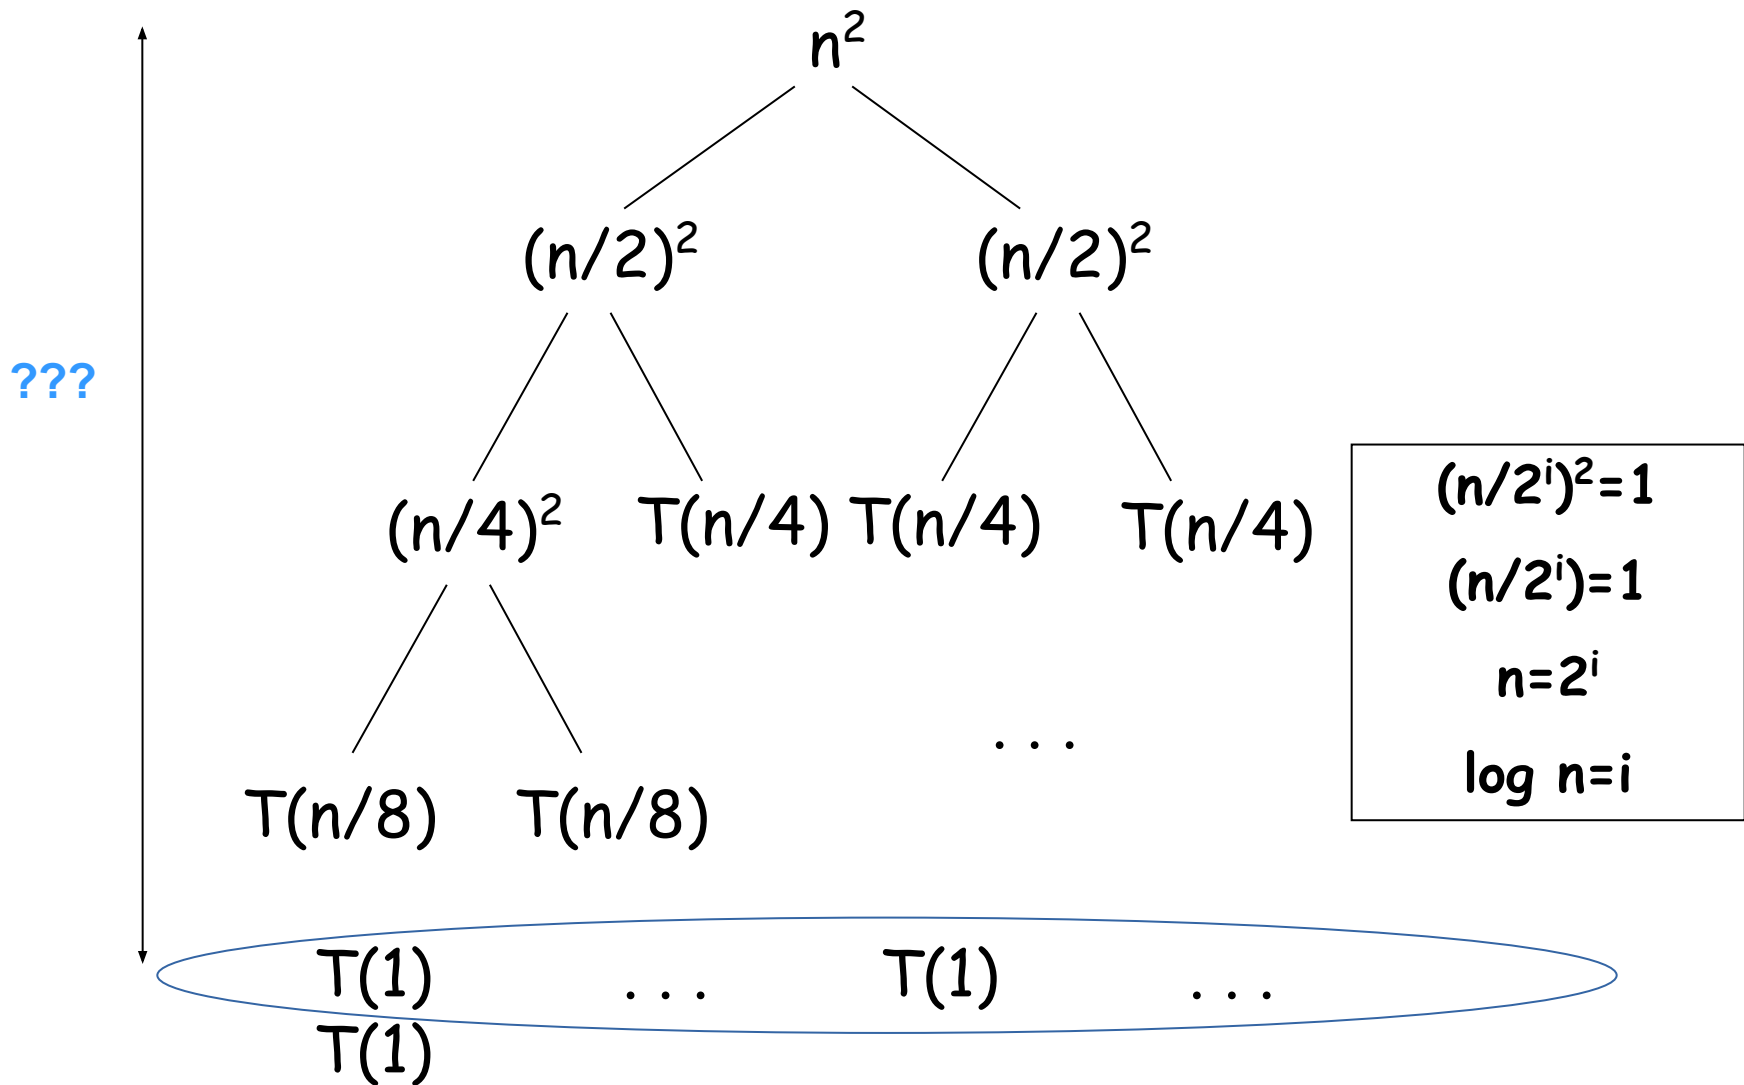 n²
(n/2)² (n/2)²
???
(n/4)² T(n/4) T(n/4) T(n/4)
(n/2ⁱ)²=1
(n/2ⁱ)=1
n=2ⁱ
. . .
log n=i
T(n/8) T(n/8)
T(1) . . . T(1) . . .
T(1)